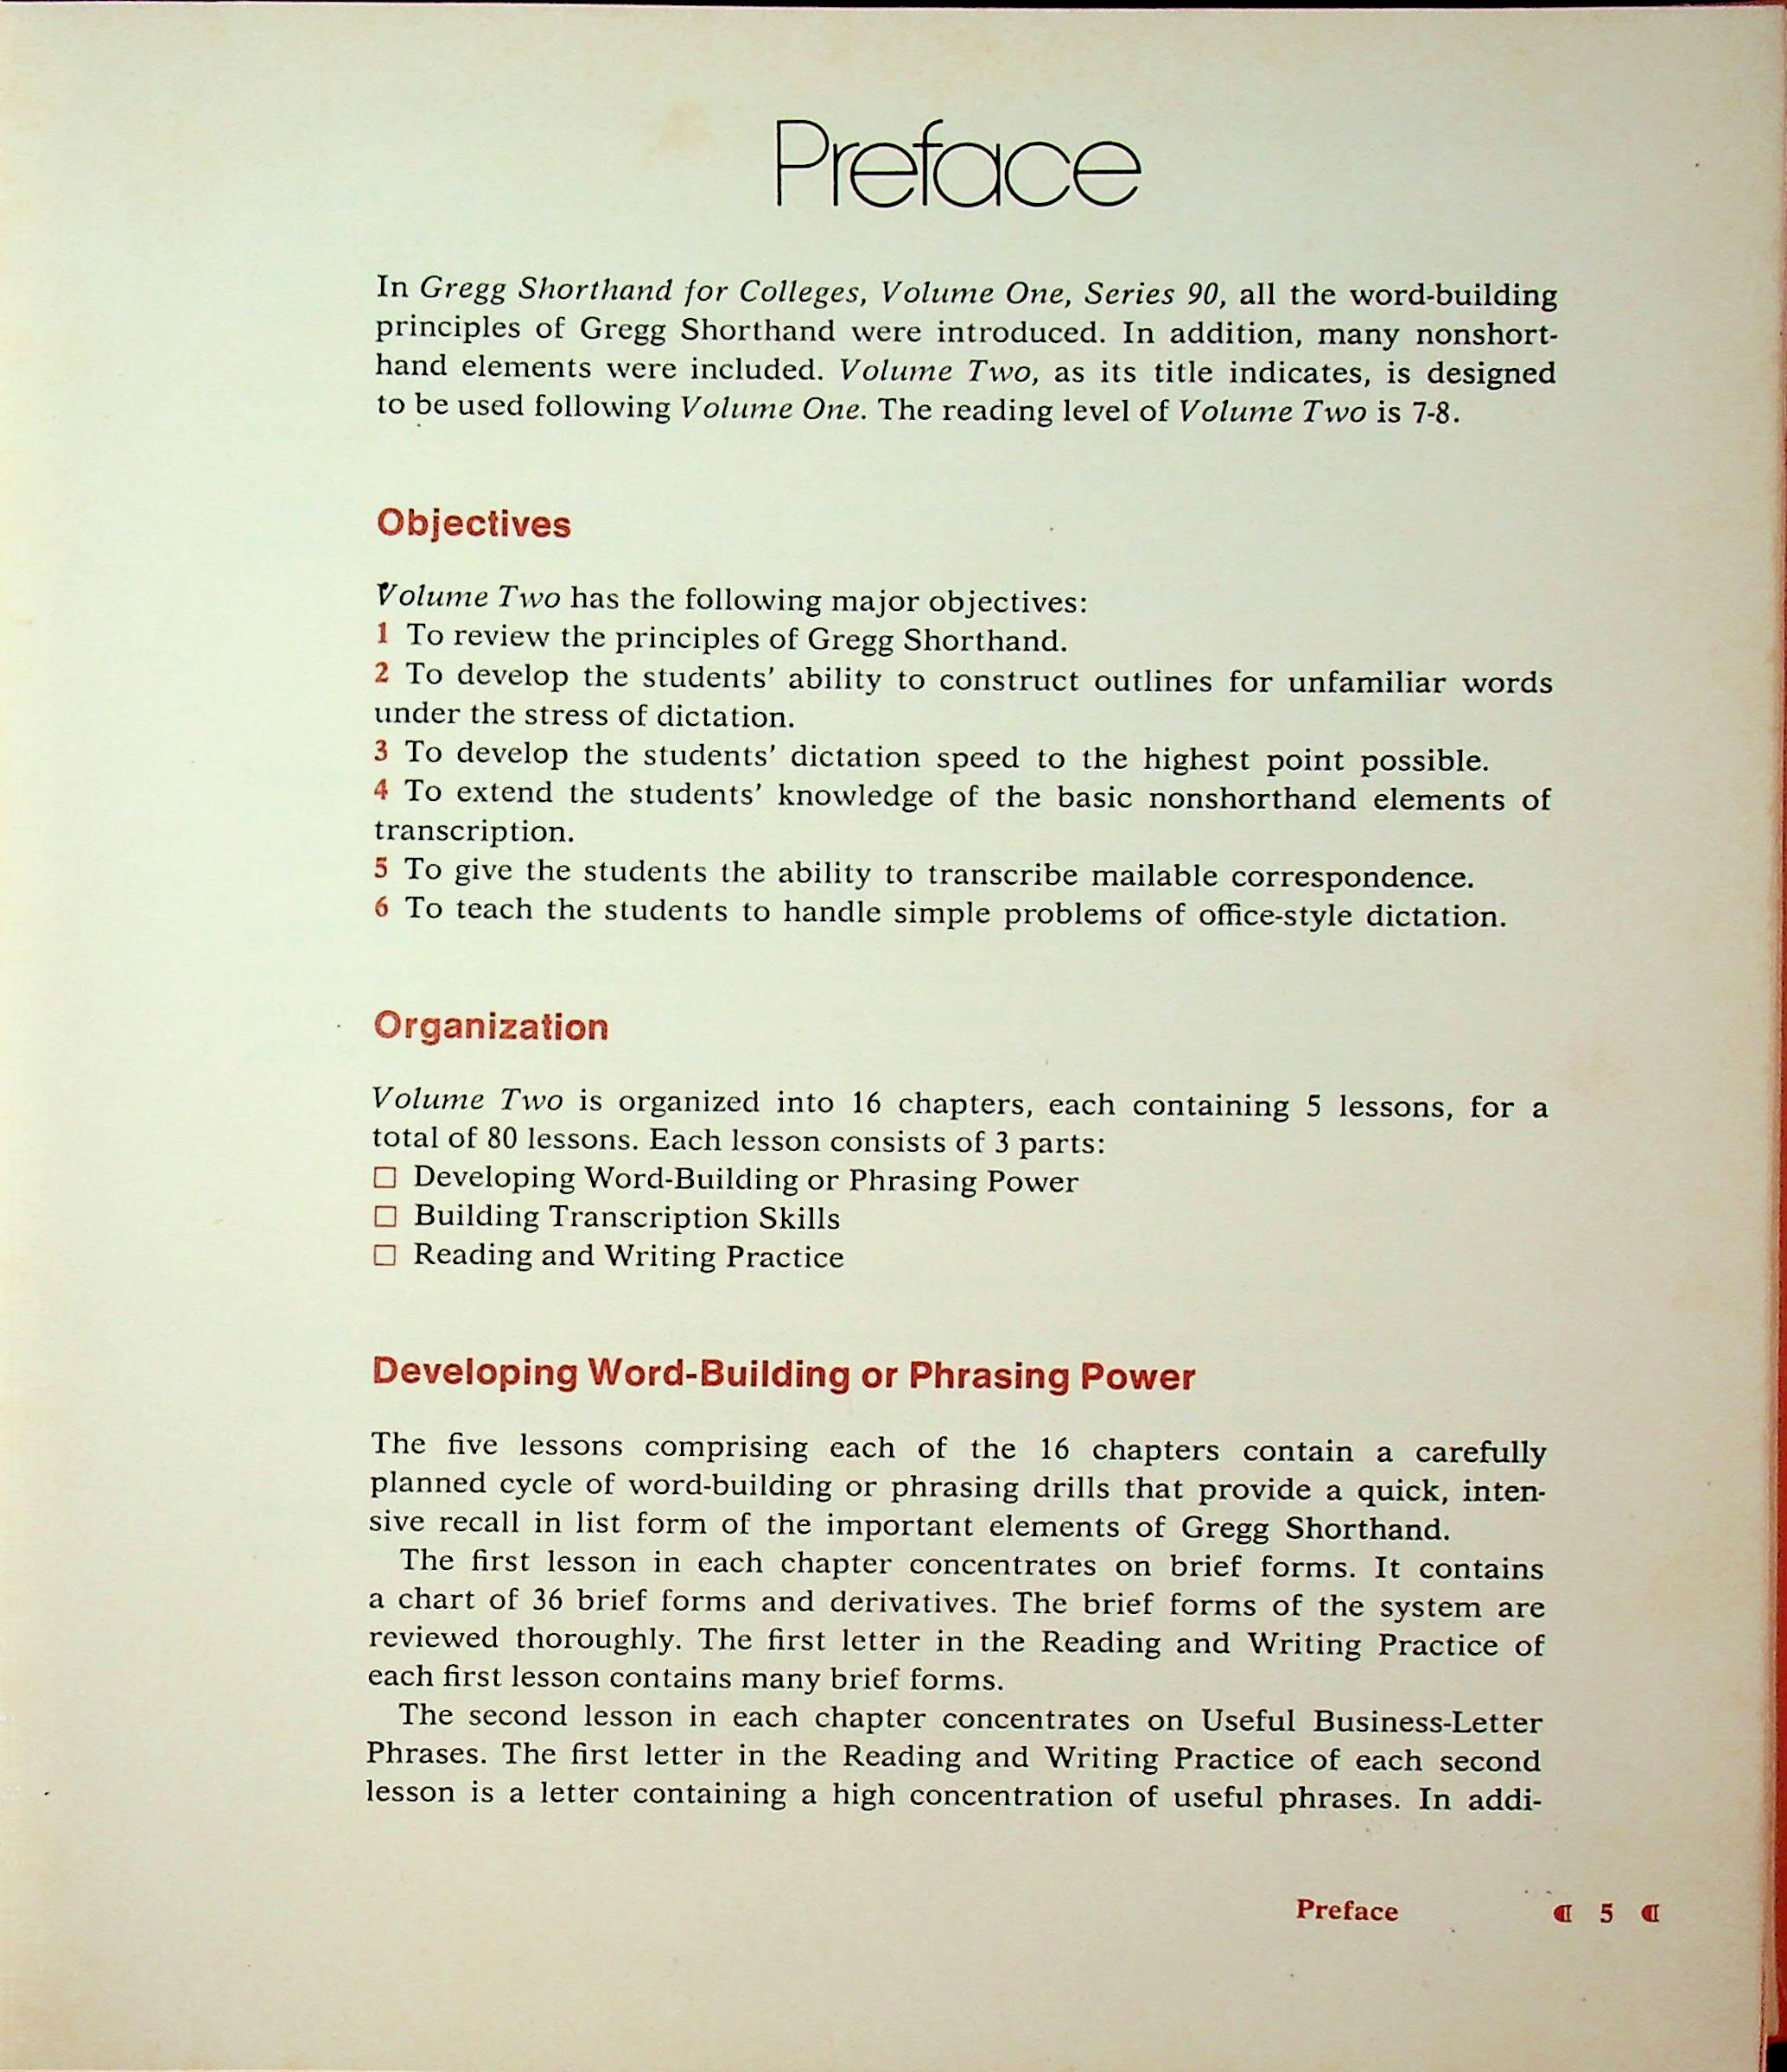 Preface
In Gregg Shorthand for Colleges, Volume One, Series 90, all the word-building
principles of Gregg Shorthand were introduced. In addition, many nonshort-
hand elements were included. Volume Two, as its title indicates, is designed
to be used following Volume One. The reading level of Volume Two is 7-8.
Objectives
Volume Two has the following major objectives:
1 To review the principles of Gregg Shorthand.
2 To develop the students' ability to construct outlines for unfamiliar words
under the stress of dictation.
3 To develop the students' dictation speed to the highest point possible.
4 To extend the students' knowledge of the basic nonshorthand elements of
transcription.
5 To give the students the ability to transcribe mailable correspondence.
6 To teach the students to handle simple problems of office-style dictation.
Organization
Volume Two is organized into 16 chapters, each containing 5 lessons, for a
total of 80 lessons. Each lesson consists of 3 parts:
□ Developing Word-Building or Phrasing Power
□ Building Transcription Skills
□ Reading and Writing Practice
Developing Word-Building or Phrasing Power
The five lessons comprising each of the 16 chapters contain a carefully
planned cycle of word-building or phrasing drills that provide a quick, inten-
sive recall in list form of the important elements of Gregg Shorthand.
The first lesson in each chapter concentrates on brief forms. It contains
a chart of 36 brief forms and derivatives. The brief forms of the system are
reviewed thoroughly. The first letter in the Reading and Writing Practice of
each first lesson contains many brief forms.
The second lesson in each chapter concentrates on Useful Business-Letter
Phrases. The first letter in the Reading and Writing Practice of each second
lesson is a letter containing a high concentration of useful phrases. In addi-
Preface 5